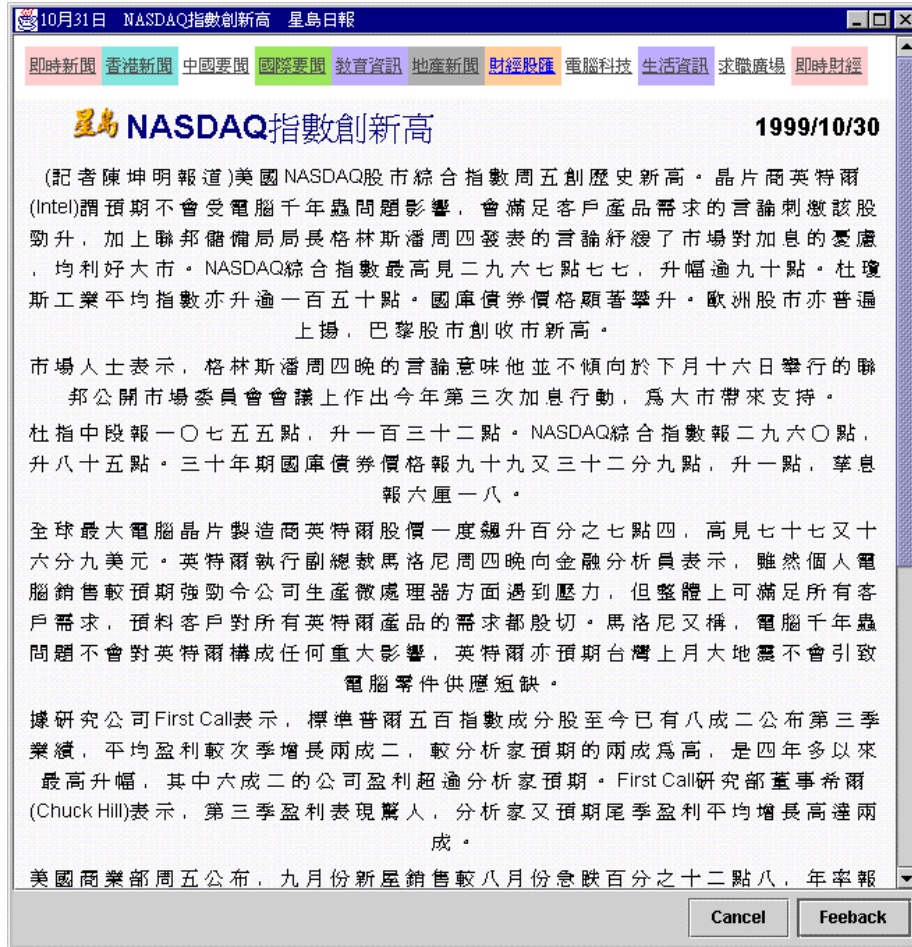 10月31日 NASDAQ指數創新高 星島日報
即時新聞 香港新聞 中國要聞 國際要聞 教育資訊 地產新聞 財經股匯 電腦科技 生活資訊 求職廣場 即時財經
星島 NASDAQ指數創新高 1999/10/30
(記者陳坤明報道)美國NASDAQ股市綜合指數周五創歷史新高。晶片商英特爾
(Intel)謂預期不會受電腦千年蟲問題影響，會滿足客戶產品需求的言論刺激該股
勁升，加上聯邦儲備局局長格林斯潘周四發表的言論紓緩了市場對加息的憂慮
，均利好大市。NASDAQ綜合指數最高見二九六七點七七，升幅逾九十點。杜瓊
斯工業平均指數亦升逾一百五十點。國庫債券價格顯著攀升。歐洲股市亦普遍
上揚，巴黎股市創收市新高。
市場人士表示，格林斯潘周四晚的言論意味他並不傾向於下月十六日舉行的聯
邦公開市場委員會會議上作出今年第三次加息行動，為大市帶來支持。
杜指中段報一〇七五五點，升一百三十二點。NASDAQ綜合指數報二九六〇點，
升八十五點。三十年期國庫債券價格報九十九又三十二分九點，升一點，孳息
報六厘一八。
全球最大電腦晶片製造商英特爾股價一度飆升百分之七點四，高見七十七又十
六分九美元。英特爾執行副總裁馬洛尼周四晚向金融分析員表示，雖然個人電
腦銷售較預期強勁令公司生產微處理器方面遇到壓力，但整體上可滿足所有客
戶需求，預料客戶對所有英特爾產品的需求都殷切。馬洛尼又稱，電腦千年蟲
問題不會對英特爾構成任何重大影響，英特爾亦預期台灣上月大地震不會引致
電腦零件供應短缺。
據研究公司First Call表示，標準普爾五百指數成分股至今已有八成二公布第三季
業績，平均盈利較次季增長兩成二，較分析家預期的兩成為高，是四年多以來
最高升幅，其中六成二的公司盈利超逾分析家預期。First Call研究部董事希爾
(Chuck Hill)表示，第三季盈利表現驚人，分析家又預期尾季盈利平均增長高達兩
成。
美國商業部周五公布，九月份新屋銷售較八月份急跌百分之十二點八，年率報
Cancel Feeback